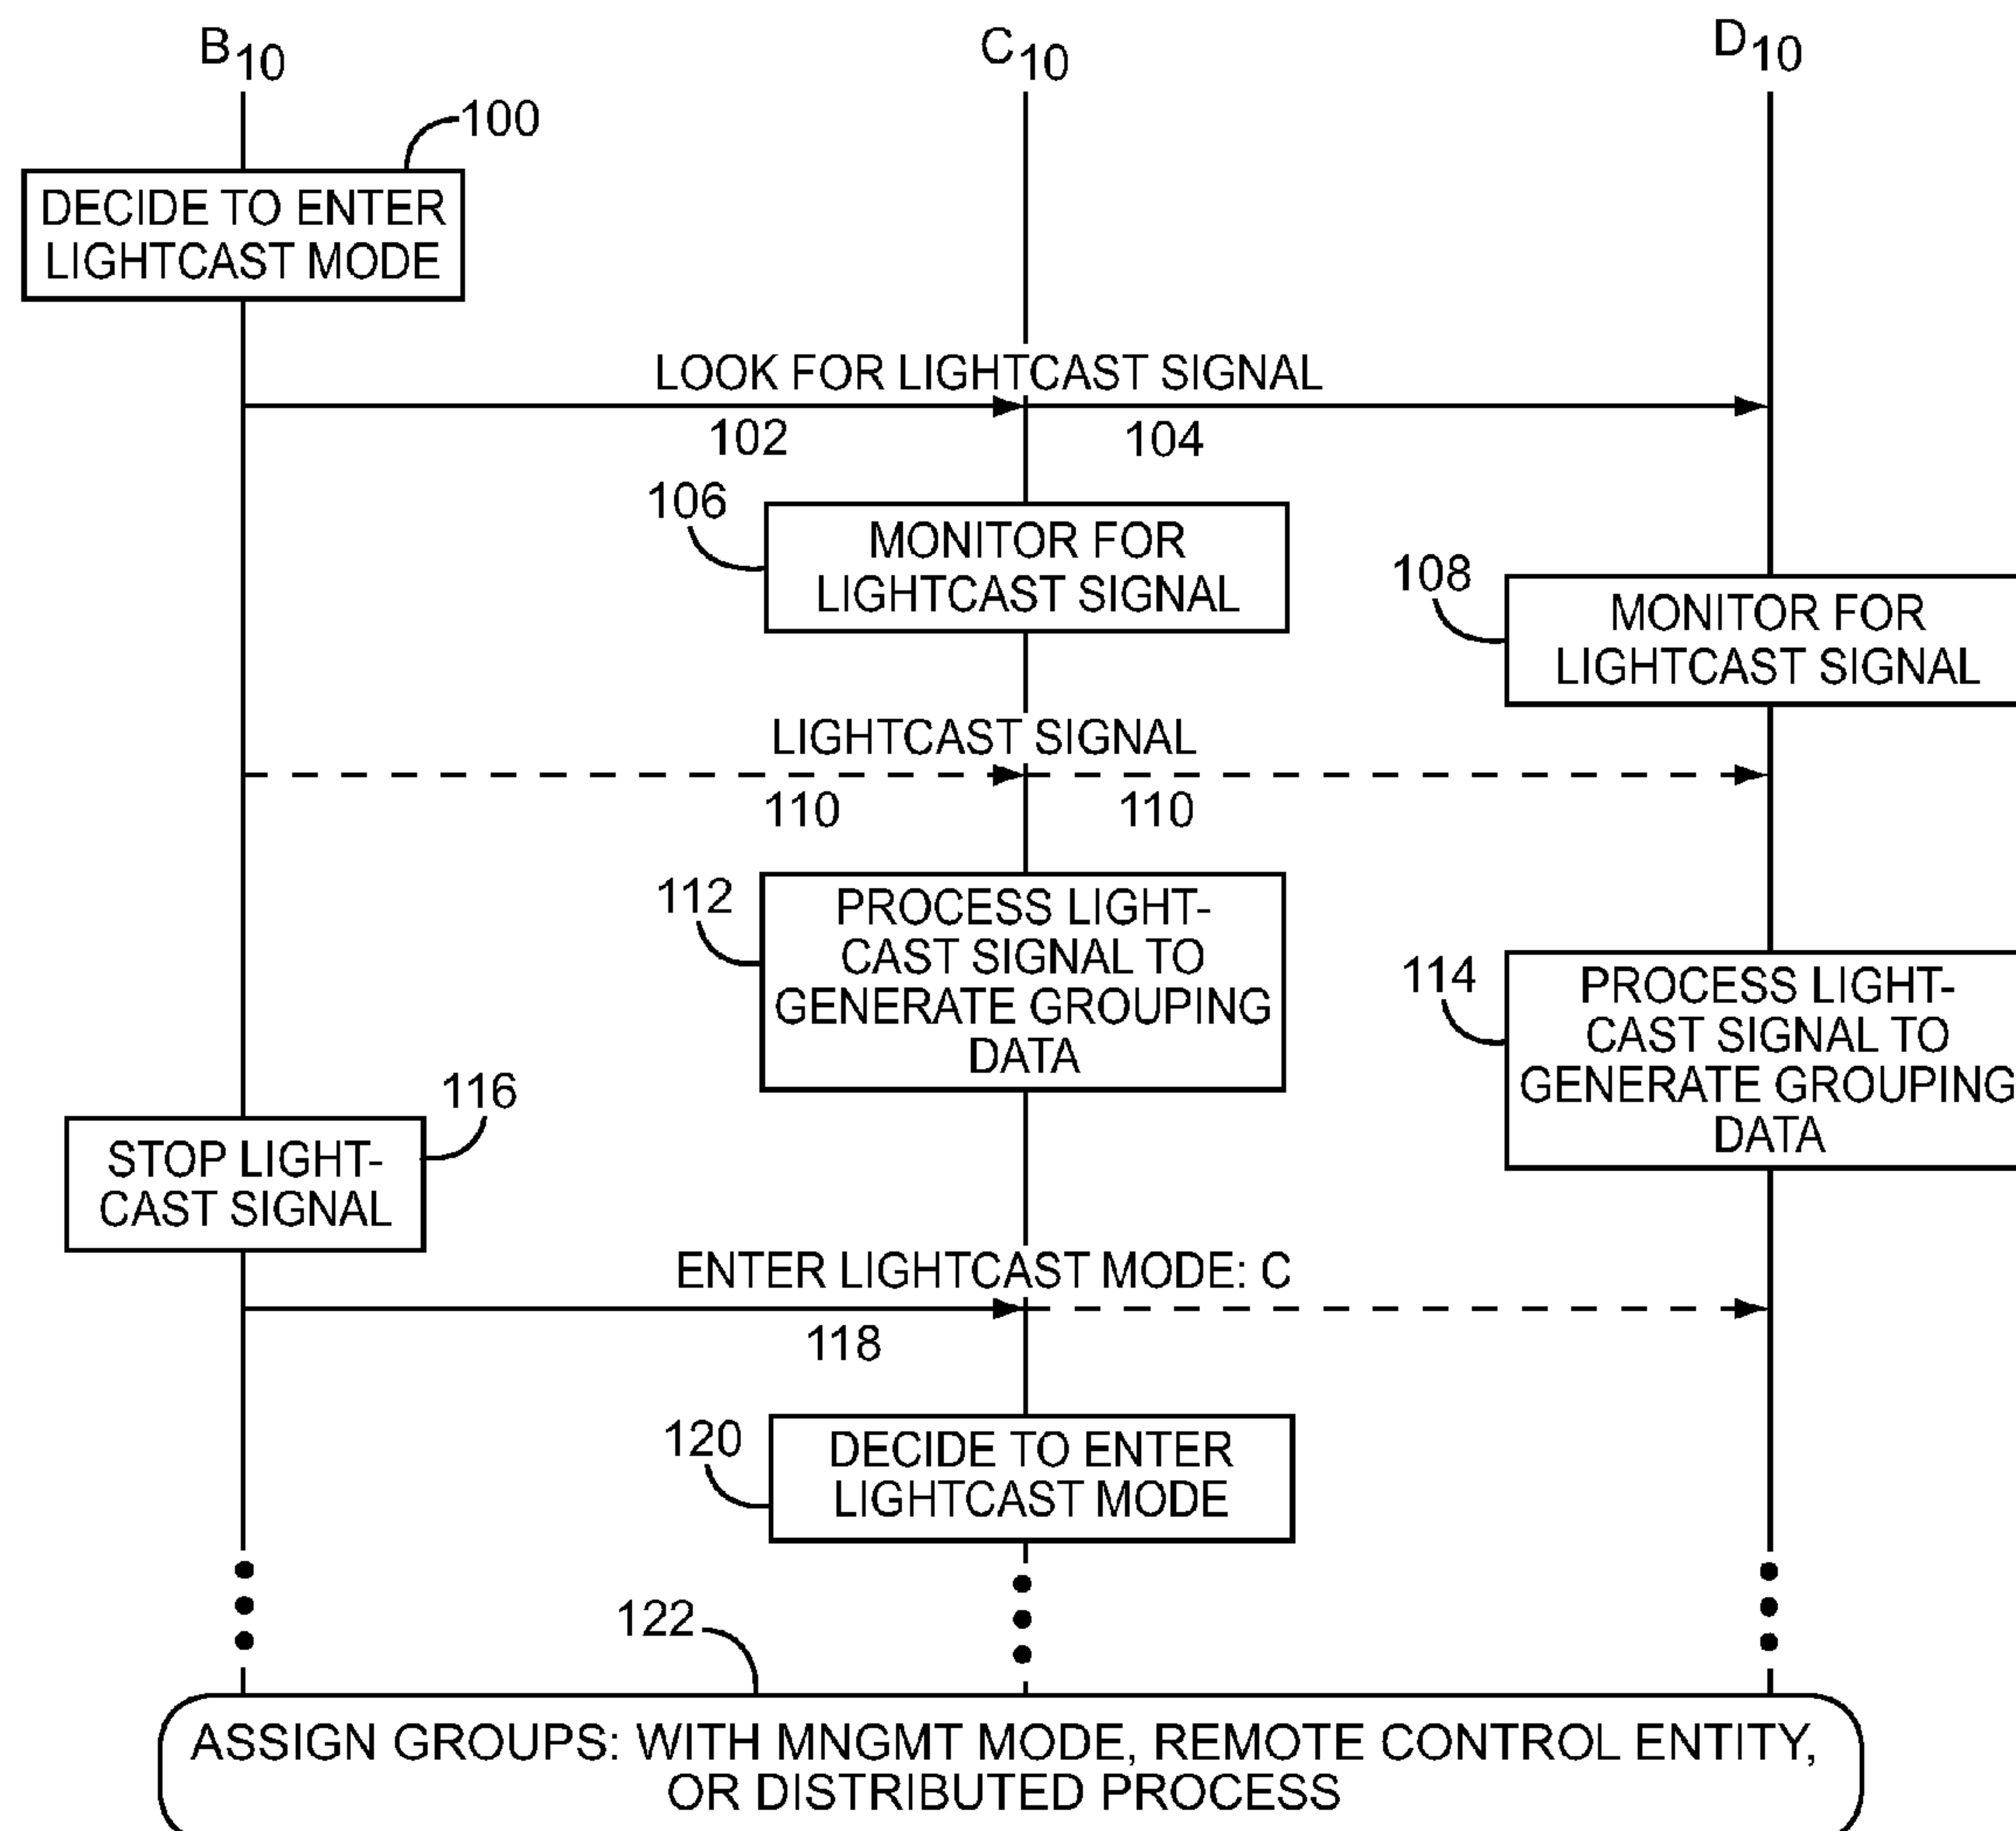 B10
C10
D10
100
DECIDE TO ENTER
LIGHTCAST MODE
LOOK FOR LIGHTCAST SIGNAL
102
104
106
MONITOR FOR
LIGHTCAST SIGNAL
108
MONITOR FOR
LIGHTCAST SIGNAL
LIGHTCAST SIGNAL
110
110
112
PROCESS LIGHT-
CAST SIGNAL TO
GENERATE GROUPING
DATA
114
PROCESS LIGHT-
CAST SIGNAL TO
GENERATE GROUPING
DATA
116
STOP LIGHT-
CAST SIGNAL
ENTER LIGHTCAST MODE: C
118
120
DECIDE TO ENTER
LIGHTCAST MODE
122
ASSIGN GROUPS: WITH MNGMT MODE, REMOTE CONTROL ENTITY,
OR DISTRIBUTED PROCESS